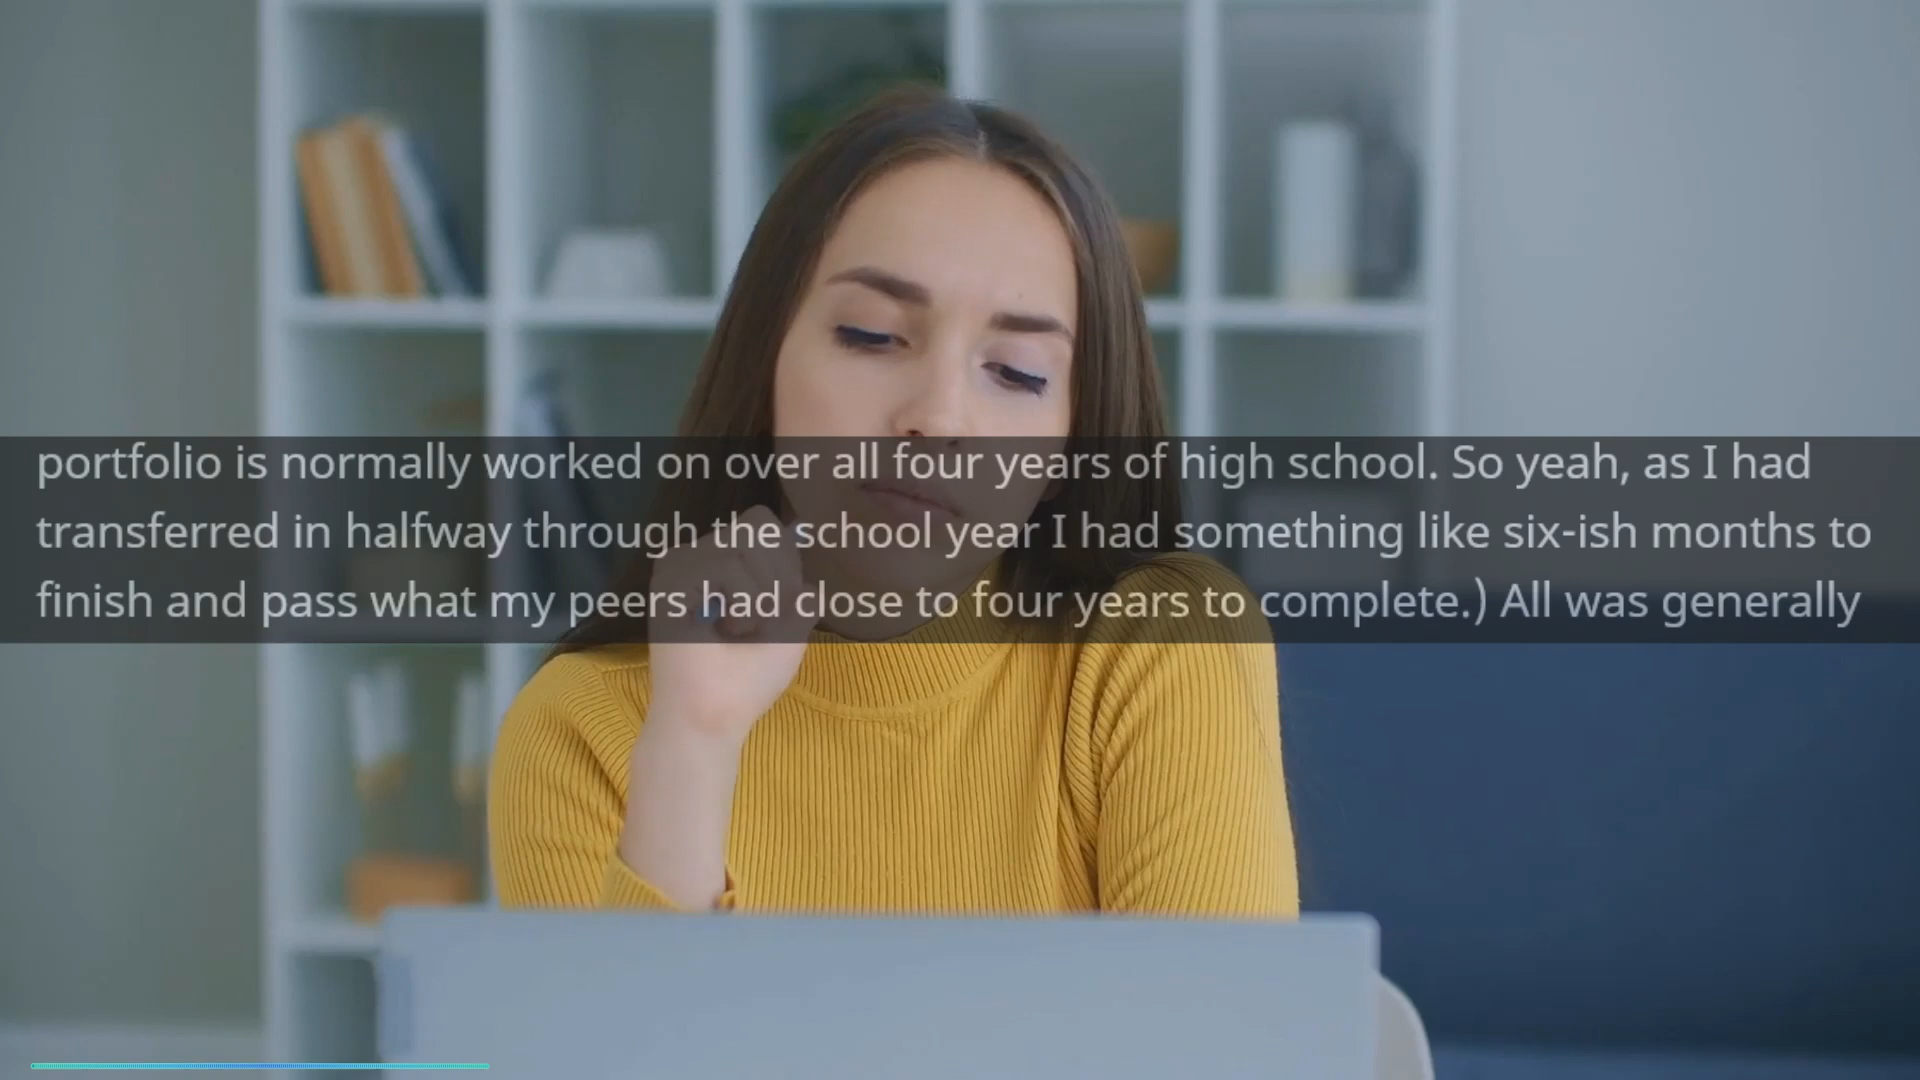 portfolio is normally worked on over all four years of high school. So yeah, as I had
transferred in halfway through the school year I had something like six-ish months to
finish and pass what my peers had close to four years to complete.) All was generally